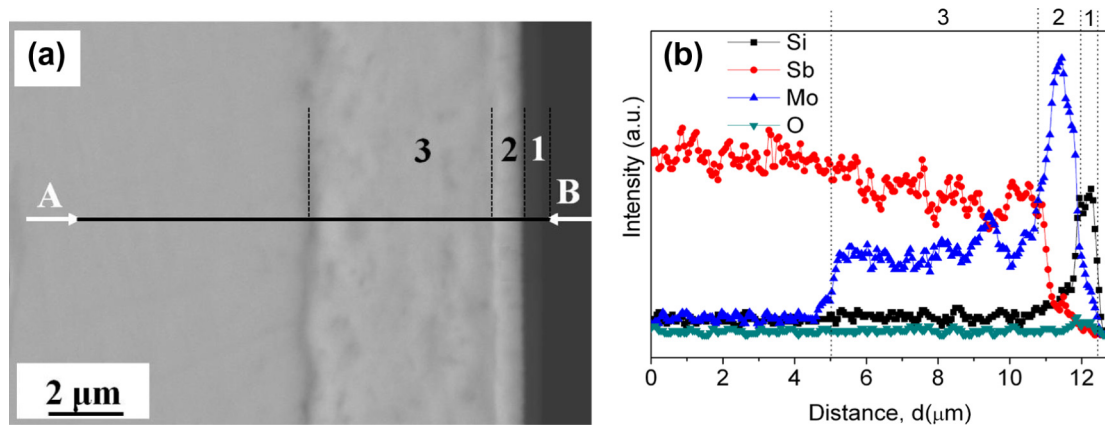 (a)
3
2
1
A
B
2 μm
3
2
1
(b)
Si
Sb
Mo
O
Intensity (a.u.)
0
2
4
6
8
10
12
Distance, d(μm)